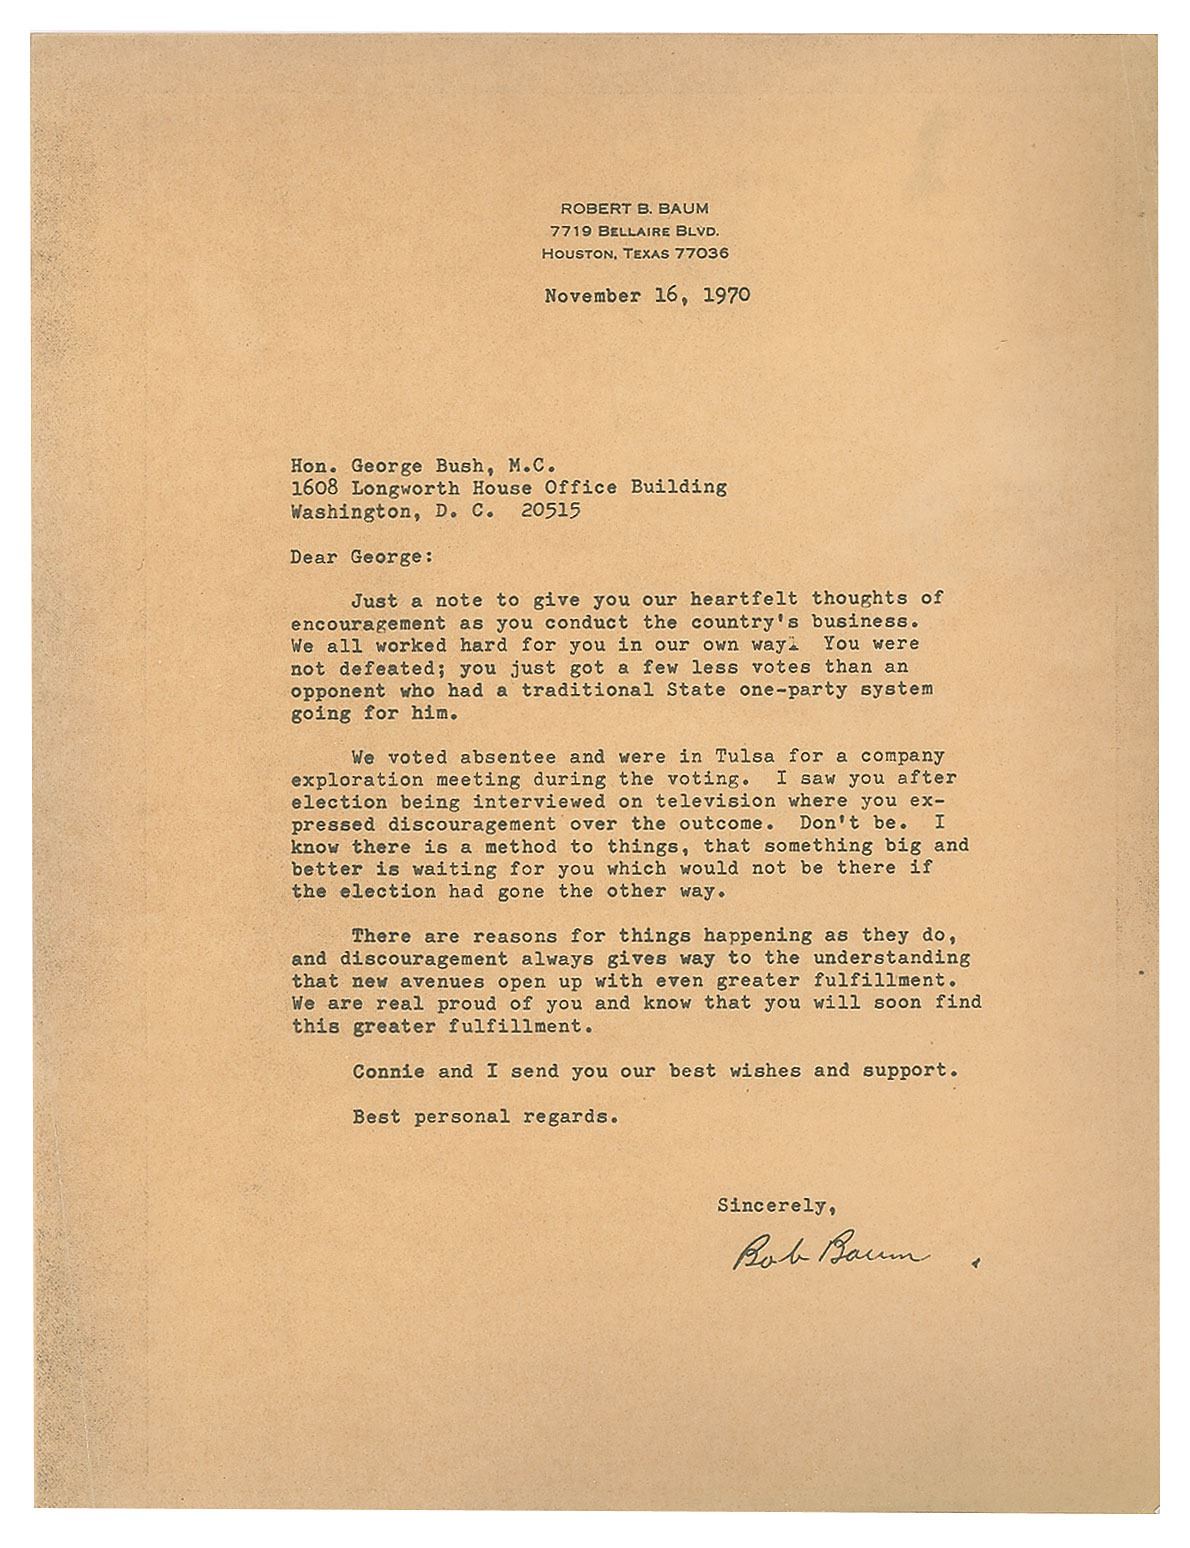 ROBERT B. BAUM
7719 BELLAIRE BLVD.
HOUSTON, TEXAS 77036
November 16, 1970
Hon. George Bush, M.C.
1608 Longworth House Office Building
Washington, D. C.  20515
Dear George:
Just a note to give you our heartfelt thoughts of
encouragement as you conduct the country's business.
We all worked hard for you in our own way.  You were
not defeated; you just got a few less votes than an
opponent who had a traditional State one-party system
going for him.
We voted absentee and were in Tulsa for a company
exploration meeting during the voting.  I saw you after
election being interviewed on television where you ex-
pressed discouragement over the outcome.  Don't be.  I
know there is a method to things, that something big and
better is waiting for you which would not be there if
the election had gone the other way.
There are reasons for things happening as they do,
and discouragement always gives way to the understanding
that new avenues open up with even greater fulfillment.
We are real proud of you and know that you will soon find
this greater fulfillment.
Connie and I send you our best wishes and support.
Best personal regards.
Sincerely,
Bob Baum